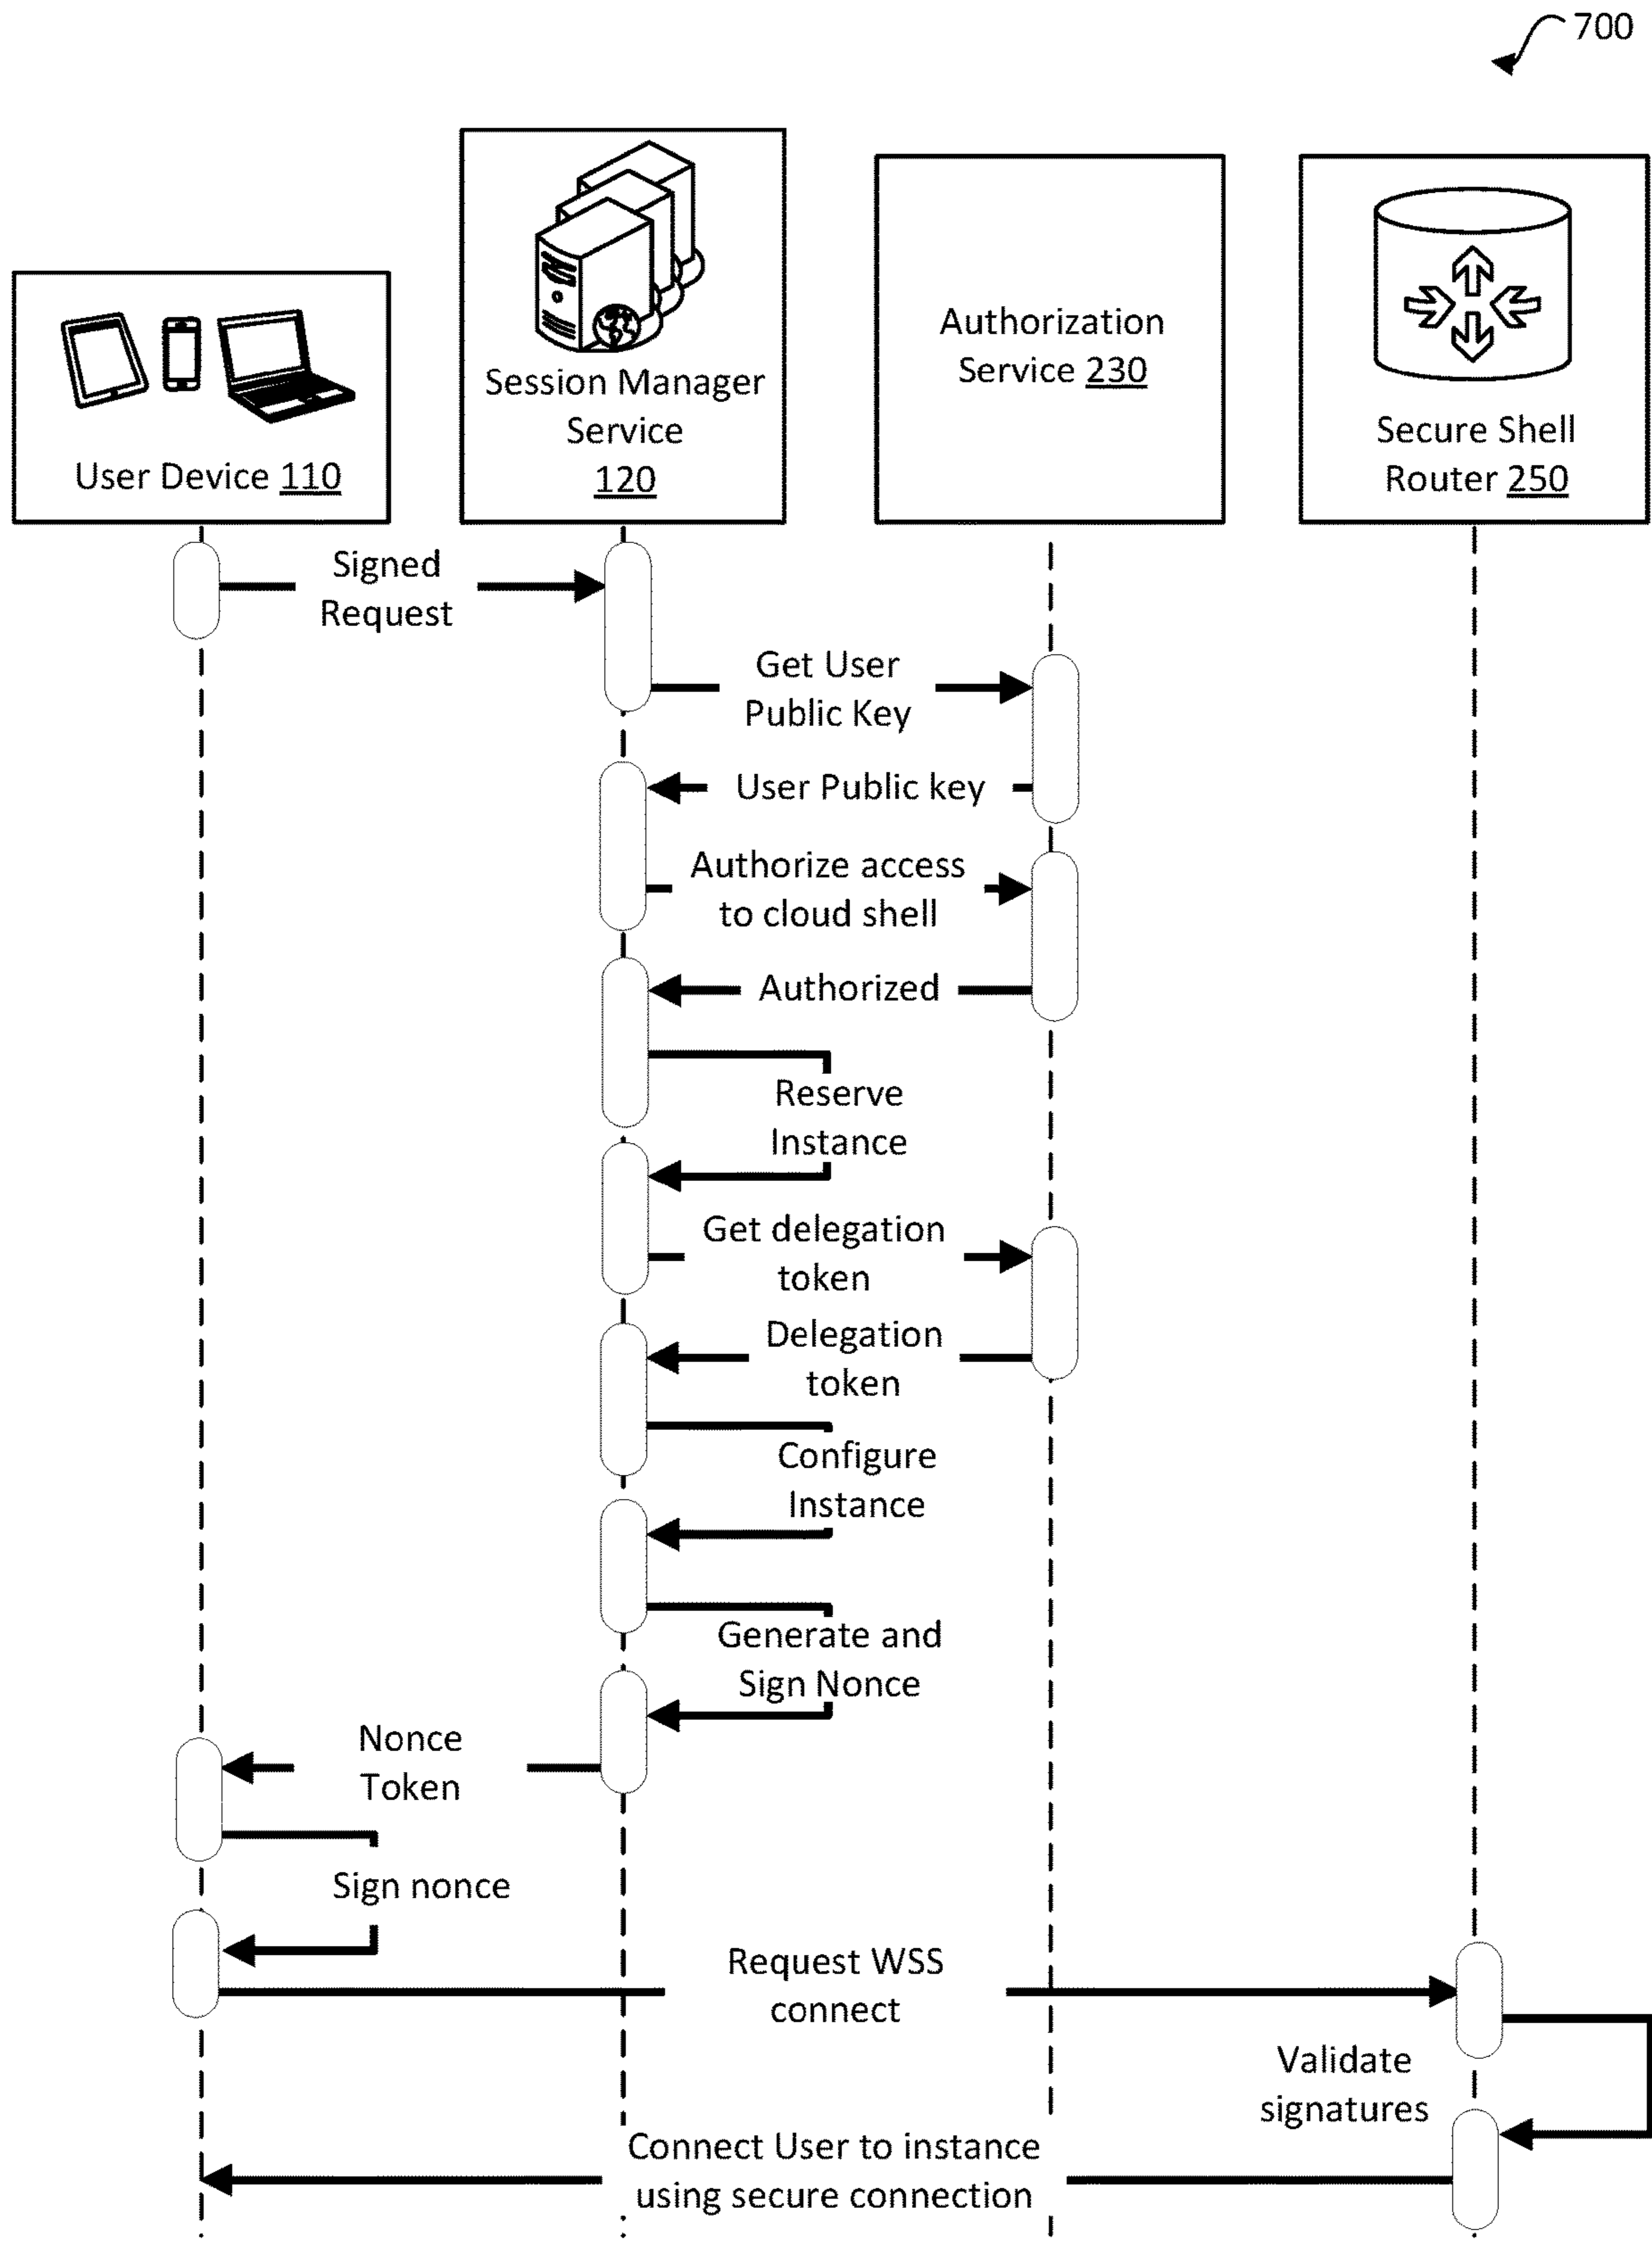 700
User Device 110
Session Manager
Service
120
Authorization
Service 230
Secure Shell
Router 250
Signed
Request
Get User
Public Key
User Public key
Authorize access
to cloud shell
Authorized
Reserve
Instance
Get delegation
token
Delegation
token
Configure
Instance
Generate and
Sign Nonce
Nonce
Token
Sign nonce
Request WSS
connect
Validate
signatures
Connect User to instance
using secure connection